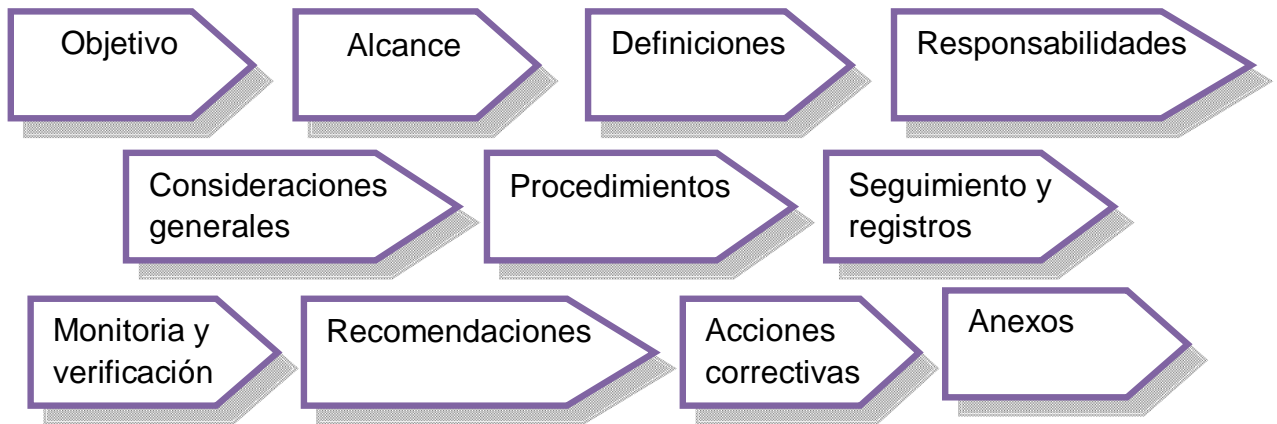 Objetivo
Alcance
Definiciones
Responsabilidades
Consideraciones
generales
Procedimientos
Seguimiento y
registros
Monitoria y
verificación
Recomendaciones
Acciones
correctivas
Anexos